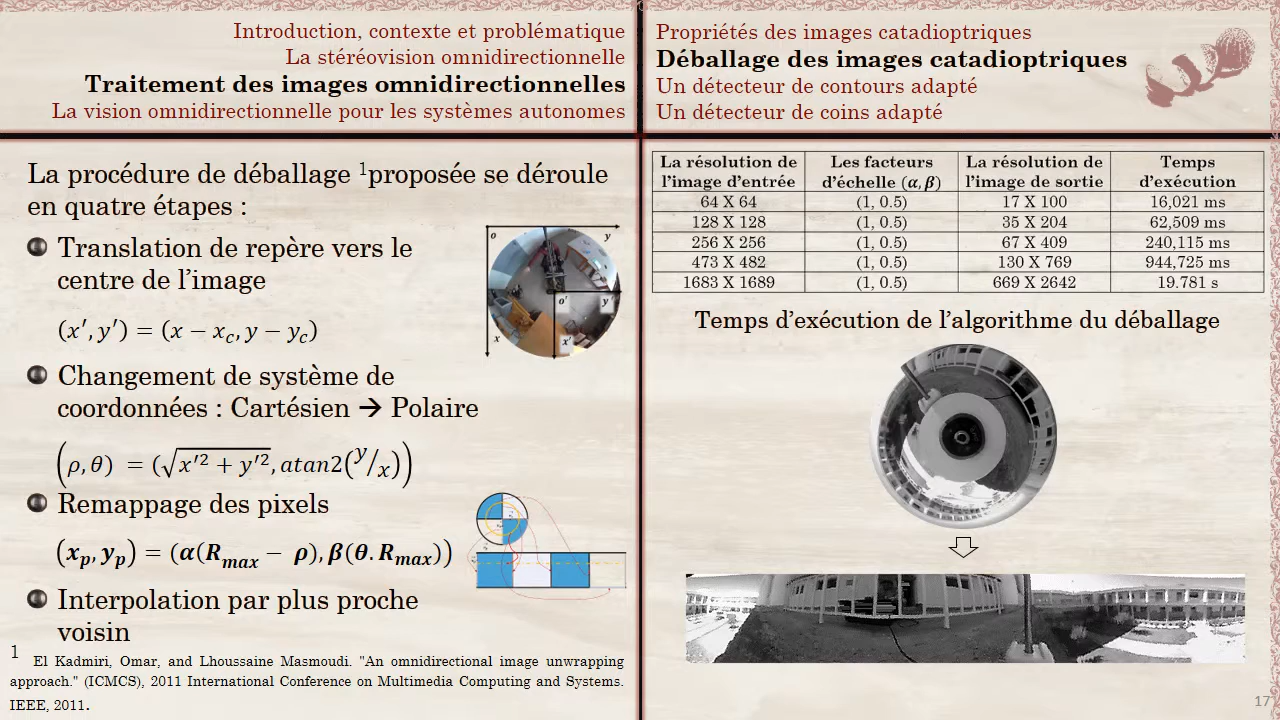 Introduction, contexte et problématique
La stéréovision omnidirectionnelle
Traitement des images omnidirectionnelles
La vision omnidirectionnelle pour les systèmes autonomes
Propriétés des images catadioptriques
Déballage des images catadioptriques
Un détecteur de contours adapté
Un détecteur de coins adapté
La procédure de déballage ¹proposée se déroule
en quatre étapes :
Translation de repère vers le
centre de l'image
(x′, y′) = (x − x_c, y − y_c)
o y
o' y'
x x'
Changement de système de
coordonnées : Cartésien → Polaire
(ρ, θ) = (√x′² + y′², atan2(y/x))
Remappage des pixels
(x_p, y_p) = (α(R_max − ρ), β(θ. R_max))
Interpolation par plus proche
voisin
1 El Kadmiri, Omar, and Lhoussaine Masmoudi. "An omnidirectional image unwrapping
approach." (ICMCS), 2011 International Conference on Multimedia Computing and Systems.
IEEE, 2011.
La résolution de l'image d'entrée Les facteurs d'échelle (α, β) La résolution de l'image de sortie Temps d'exécution
64 X 64 (1, 0.5) 17 X 100 16,021 ms
128 X 128 (1, 0.5) 35 X 204 62,509 ms
256 X 256 (1, 0.5) 67 X 409 240,115 ms
473 X 482 (1, 0.5) 130 X 769 944,725 ms
1683 X 1689 (1, 0.5) 669 X 2642 19.781 s
Temps d'exécution de l'algorithme du déballage
17